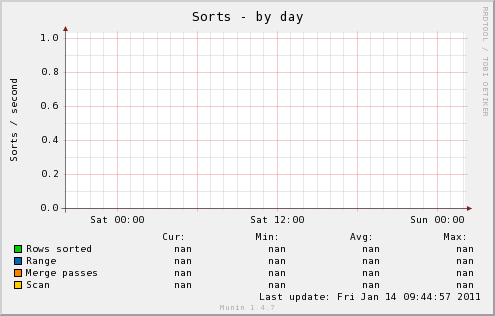 Sorts - by day
RRDTOOL / TOBI OETIKER
Sorts / second
1.0
0.8
0.6
0.4
0.2
0.0
Sat 00:00 Sat 12:00 Sun 00:00
Cur: Min: Avg: Max:
Rows sorted nan nan nan nan
Range nan nan nan nan
Merge passes nan nan nan nan
Scan nan nan nan nan
Last update: Fri Jan 14 09:44:57 2011
Munin 1.4.7